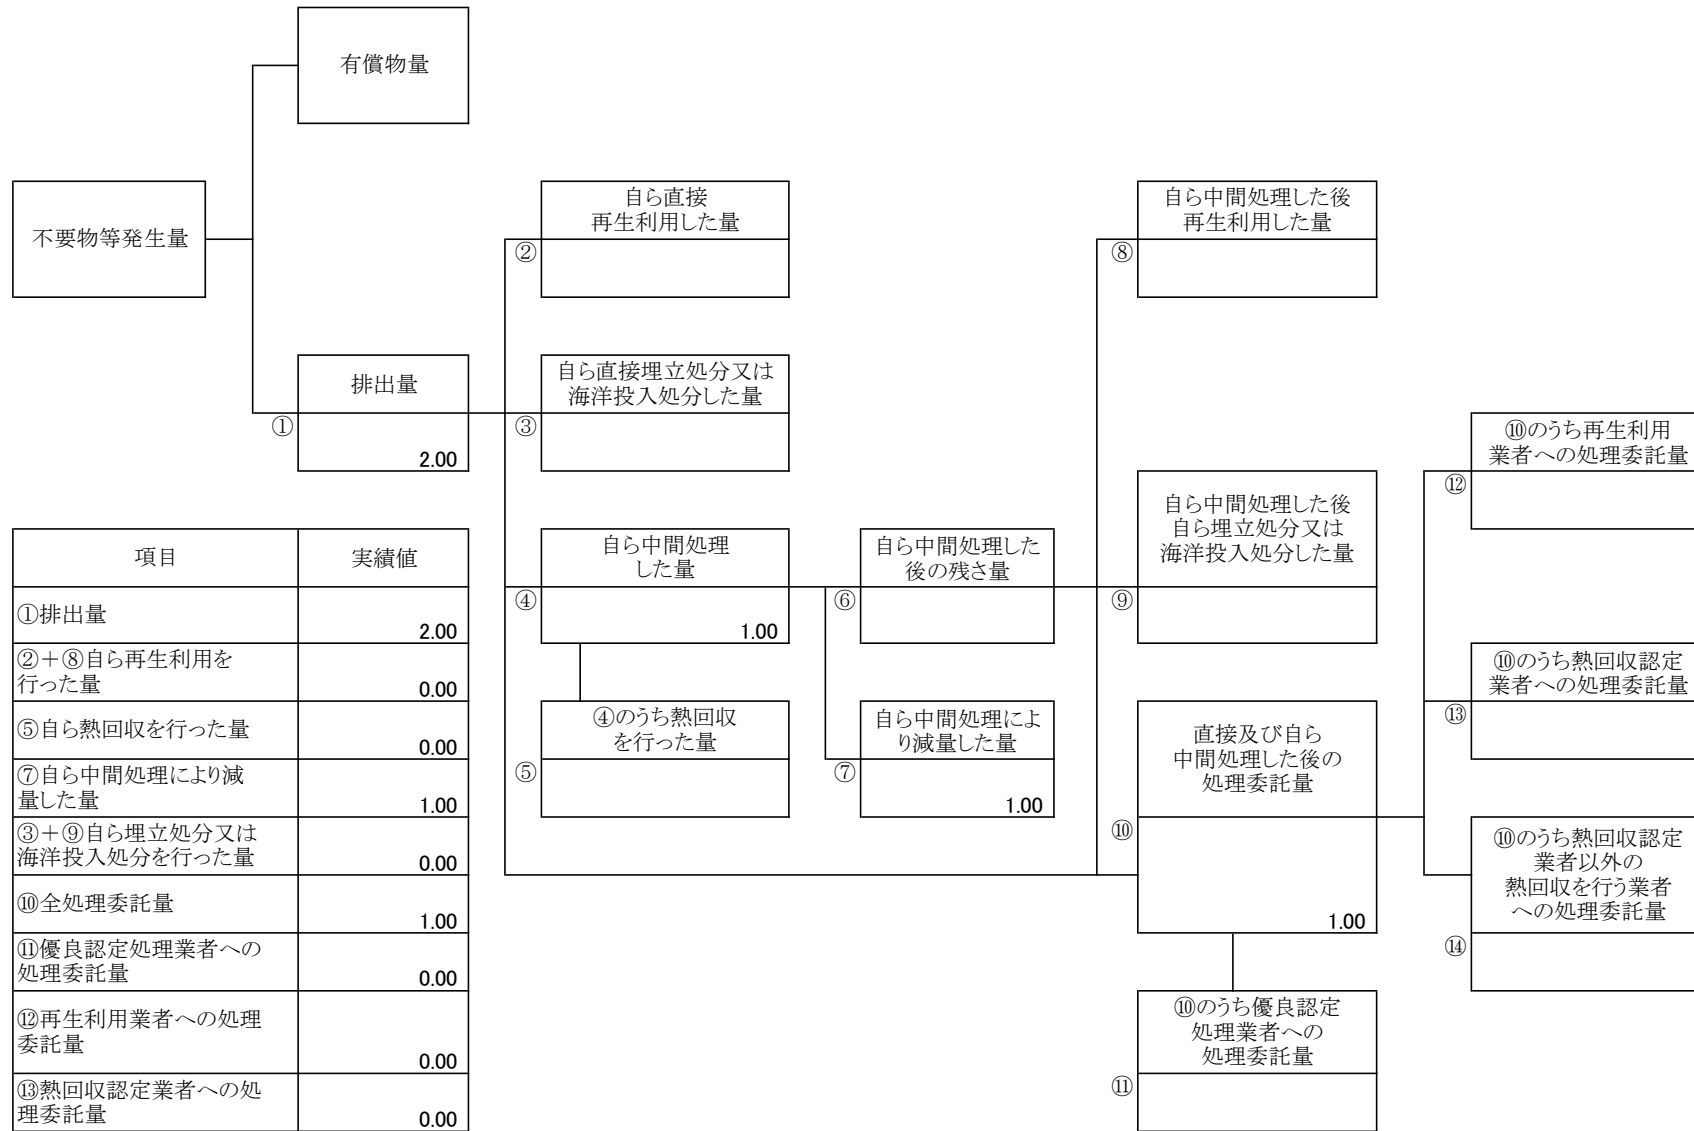 有償物量
不要物等発生量
自ら直接
再生利用した量
②
自ら中間処理した後
再生利用した量
⑧
排出量
①
2.00
自ら直接埋立処分又は
海洋投入処分した量
③
⑩のうち再生利用
業者への処理委託量
⑫
自ら中間処理した後
自ら埋立処分又は
海洋投入処分した量
⑨
自ら中間処理
した量
④
1.00
自ら中間処理した
後の残さ量
⑥
④のうち熱回収
を行った量
⑤
自ら中間処理によ
り減量した量
⑦
1.00
直接及び自ら
中間処理した後の
処理委託量
⑩
1.00
⑩のうち熱回収認定
業者への処理委託量
⑬
⑩のうち熱回収認定
業者以外の
熱回収を行う業者
への処理委託量
⑭
⑩のうち優良認定
処理業者への
処理委託量
⑪
項目 実績値
①排出量
2.00
②＋⑧自ら再生利用を
行った量
0.00
⑤自ら熱回収を行った量
0.00
⑦自ら中間処理により減
量した量
1.00
③＋⑨自ら埋立処分又は
海洋投入処分を行った量
0.00
⑩全処理委託量
1.00
⑪優良認定処理業者への
処理委託量
0.00
⑫再生利用業者への処理
委託量
0.00
⑬熱回収認定業者への処
理委託量
0.00